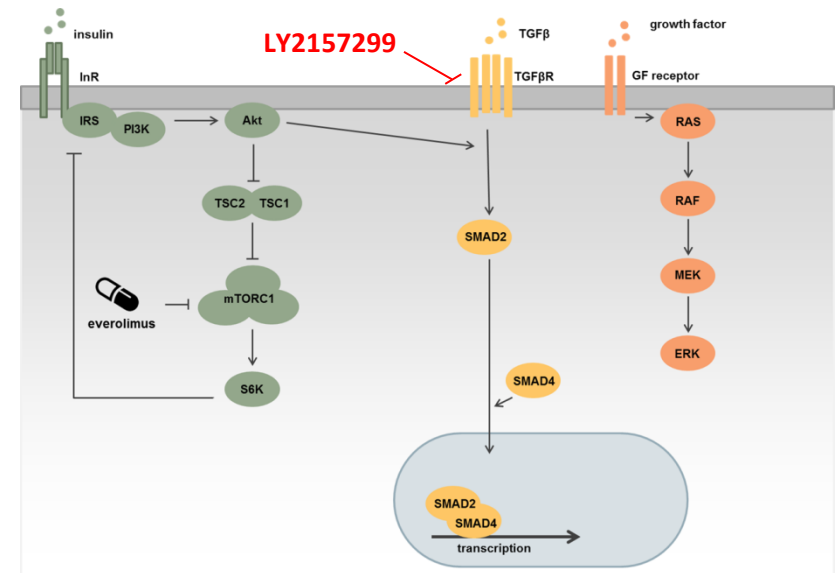 insulin
LY2157299
TGFβ
growth factor
InR
TGFβR
GF receptor
IRS
PI3K
Akt
RAS
TSC2
TSC1
RAF
SMAD2
mTORC1
MEK
everolimus
ERK
S6K
SMAD4
SMAD2
SMAD4
transcription